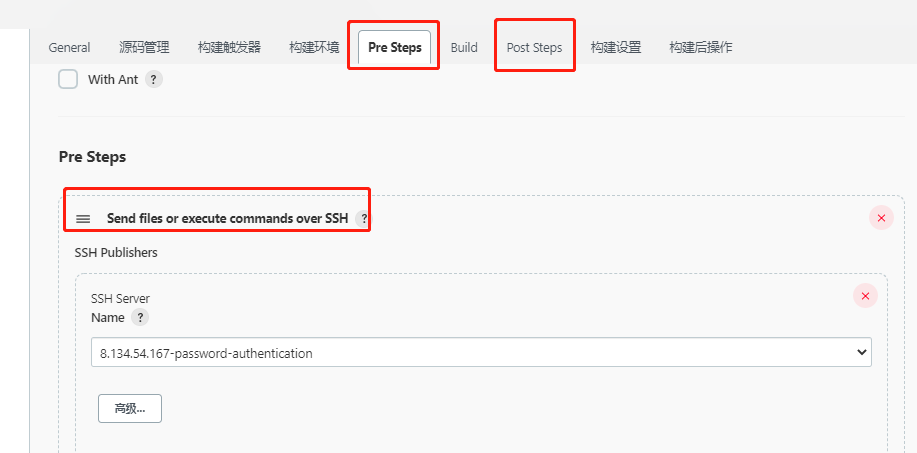 General 源码管理 构建触发器 构建环境 Pre Steps Build Post Steps 构建设置 构建后操作
With Ant ?
Pre Steps
Send files or execute commands over SSH ?
SSH Publishers
SSH Server
Name ?
8.134.54.167-password-authentication
高级...